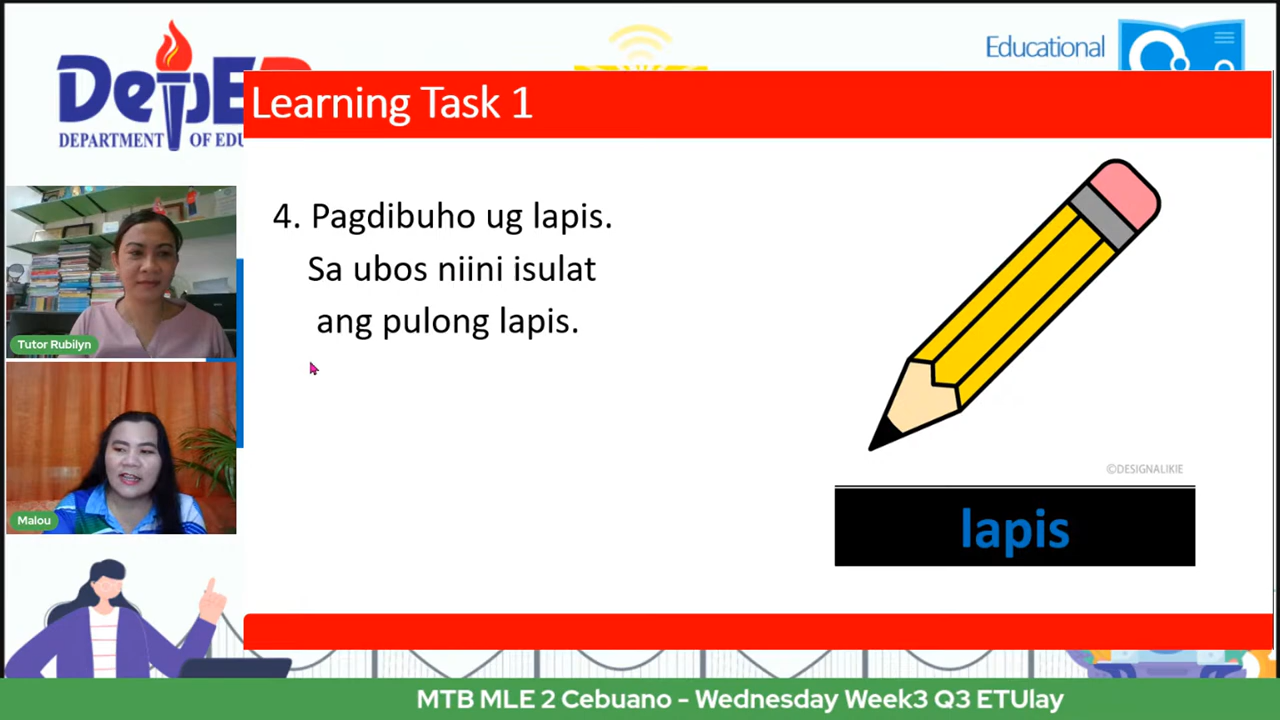 DepED
DEPARTMENT OF EDU
Educational
Learning Task 1
4. Pagdibuho ug lapis.
Sa ubos niini isulat
ang pulong lapis.
Tutor Rubilyn
Malou
©DESIGNALIKIE
lapis
MTB MLE 2 Cebuano - Wednesday Week3 Q3 ETUlay